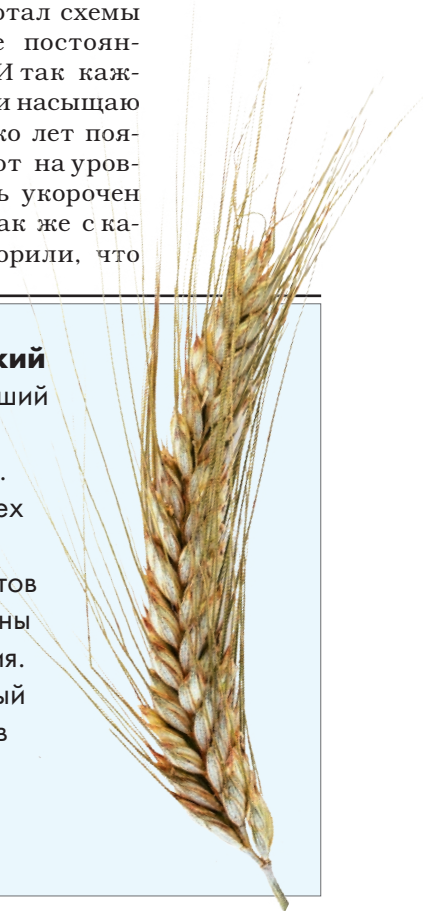 отал схемы
е постоян-
И так каж-
и насыщаю
ко лет поя-
от на уров-
ь укорочен
ак же с ка-
орили, что
кий
ший
.
ех
тов
ны
ия.
ый
в